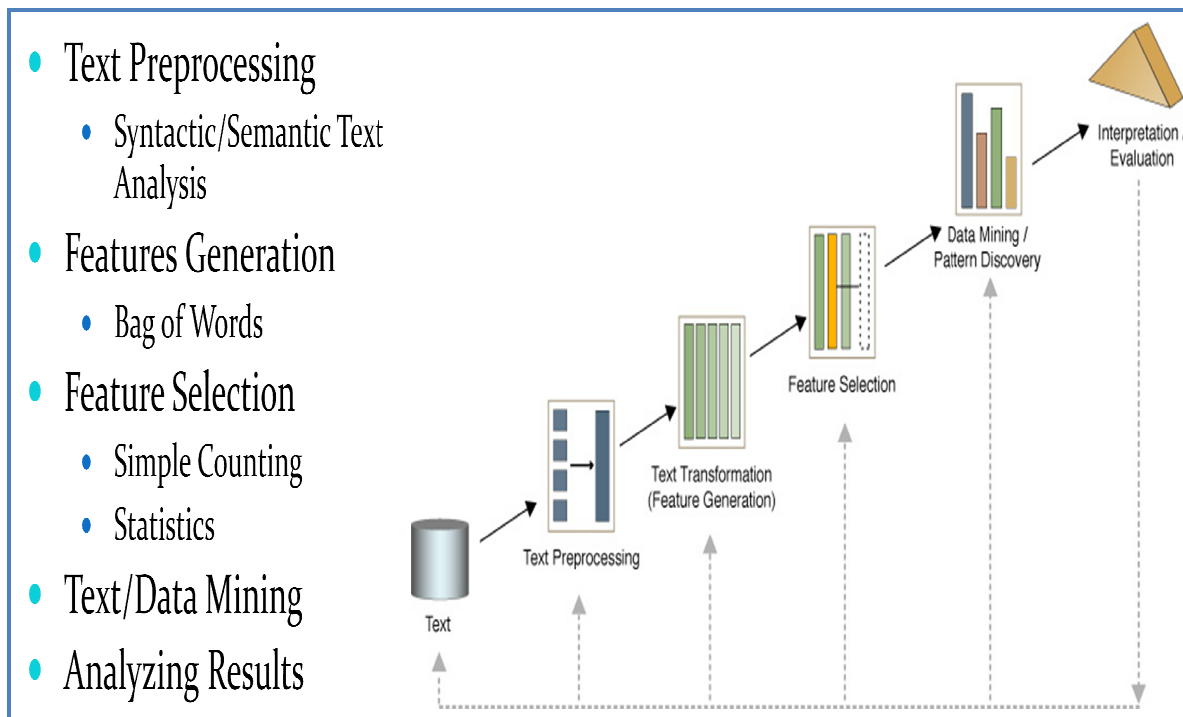 Text Preprocessing
Syntactic/Semantic Text
Analysis
Features Generation
Bag of Words
Feature Selection
Simple Counting
Statistics
Text/Data Mining
Analyzing Results
Text
Text Preprocessing
Text Transformation
(Feature Generation)
Feature Selection
Data Mining /
Pattern Discovery
Interpretation /
Evaluation